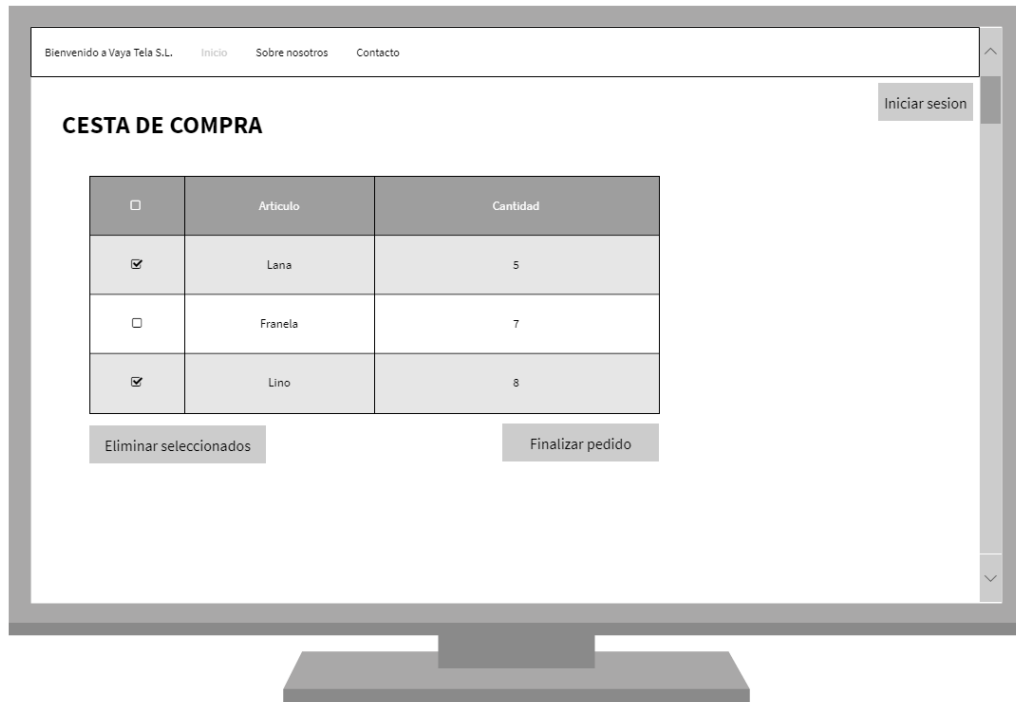 Bienvenido a Vaya Tela S.L. Inicio Sobre nosotros Contacto
Iniciar sesion
CESTA DE COMPRA
Articulo Cantidad
Lana 5
Franela 7
Lino 8
Eliminar seleccionados Finalizar pedido